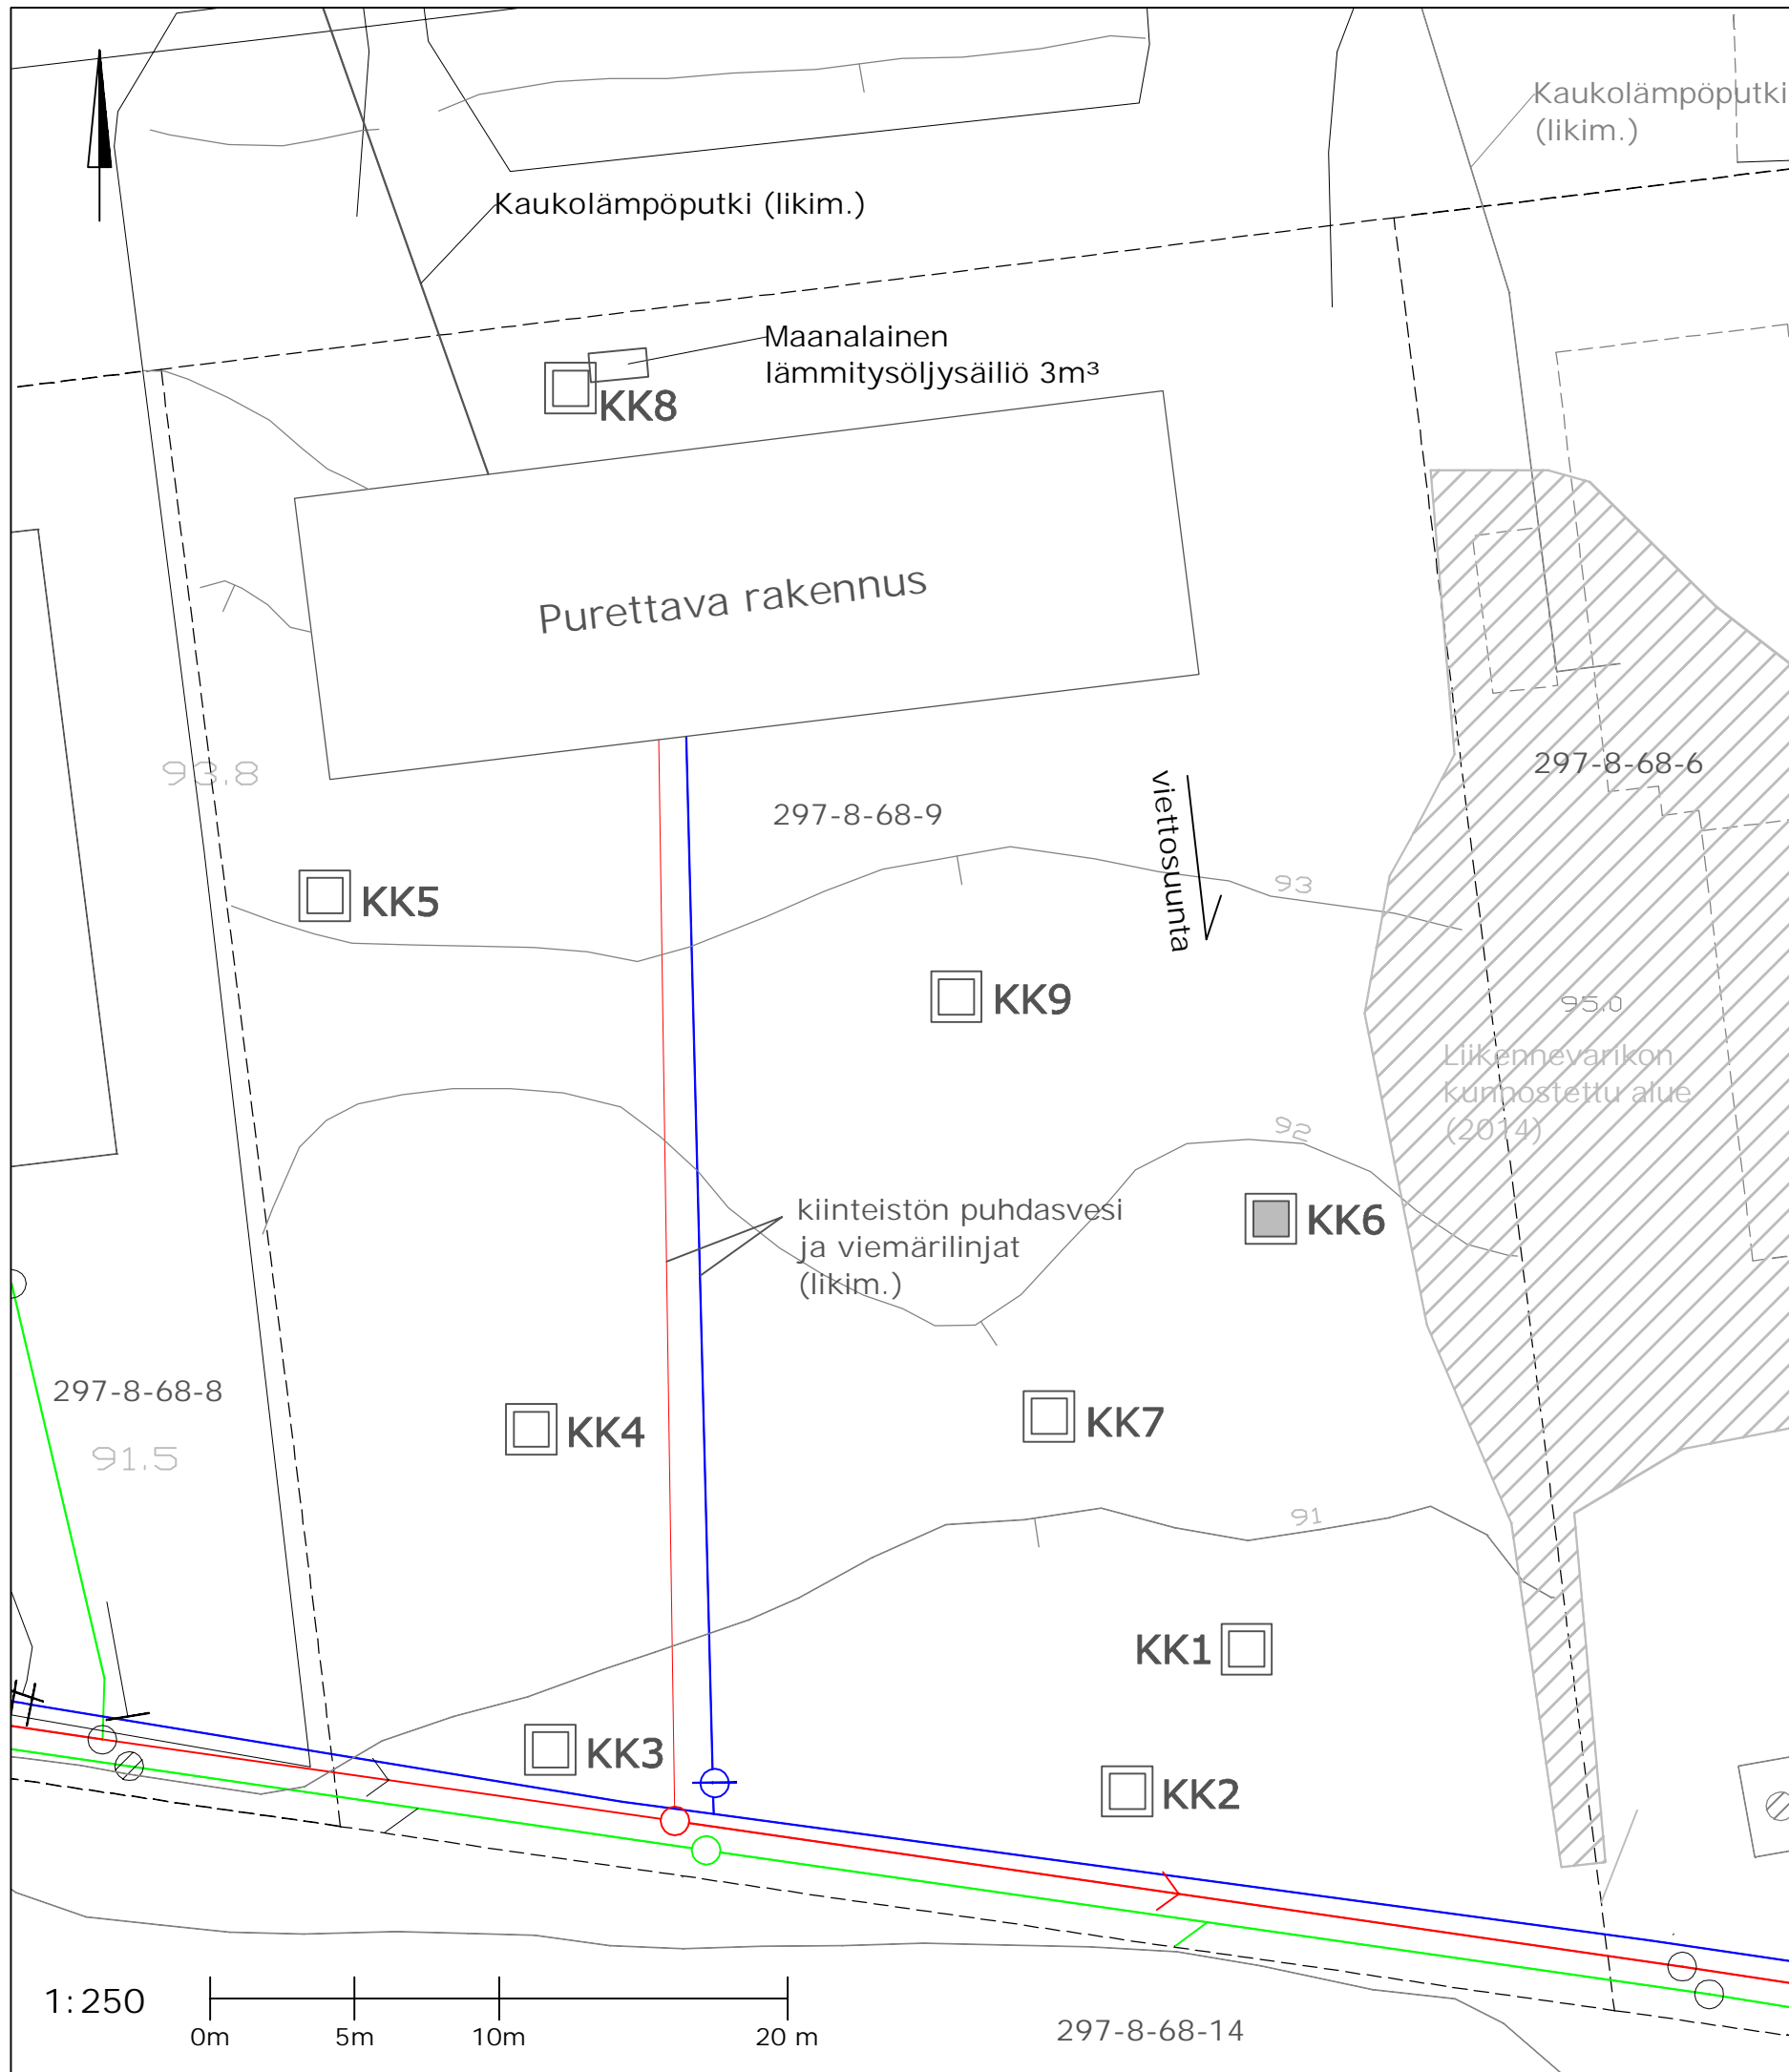 Kaukolämpöputki
(likim.)
Kaukolämpöputki (likim.)
Maanalainen
lämmitysöljysäiliö 3m³
KK8
Purettava rakennus
93.8
297-8-68-9
viettosuunta
297-8-68-6
KK5
93
KK9
95.0
Liikennevarikon
kunnostettu alue
(2014)
92
kiinteistön puhdasvesi
ja viemärilinjat
(likim.)
KK6
297-8-68-8
91.5
KK4
KK7
91
KK1
KK3
KK2
1:250
0m
5m
10m
20 m
297-8-68-14